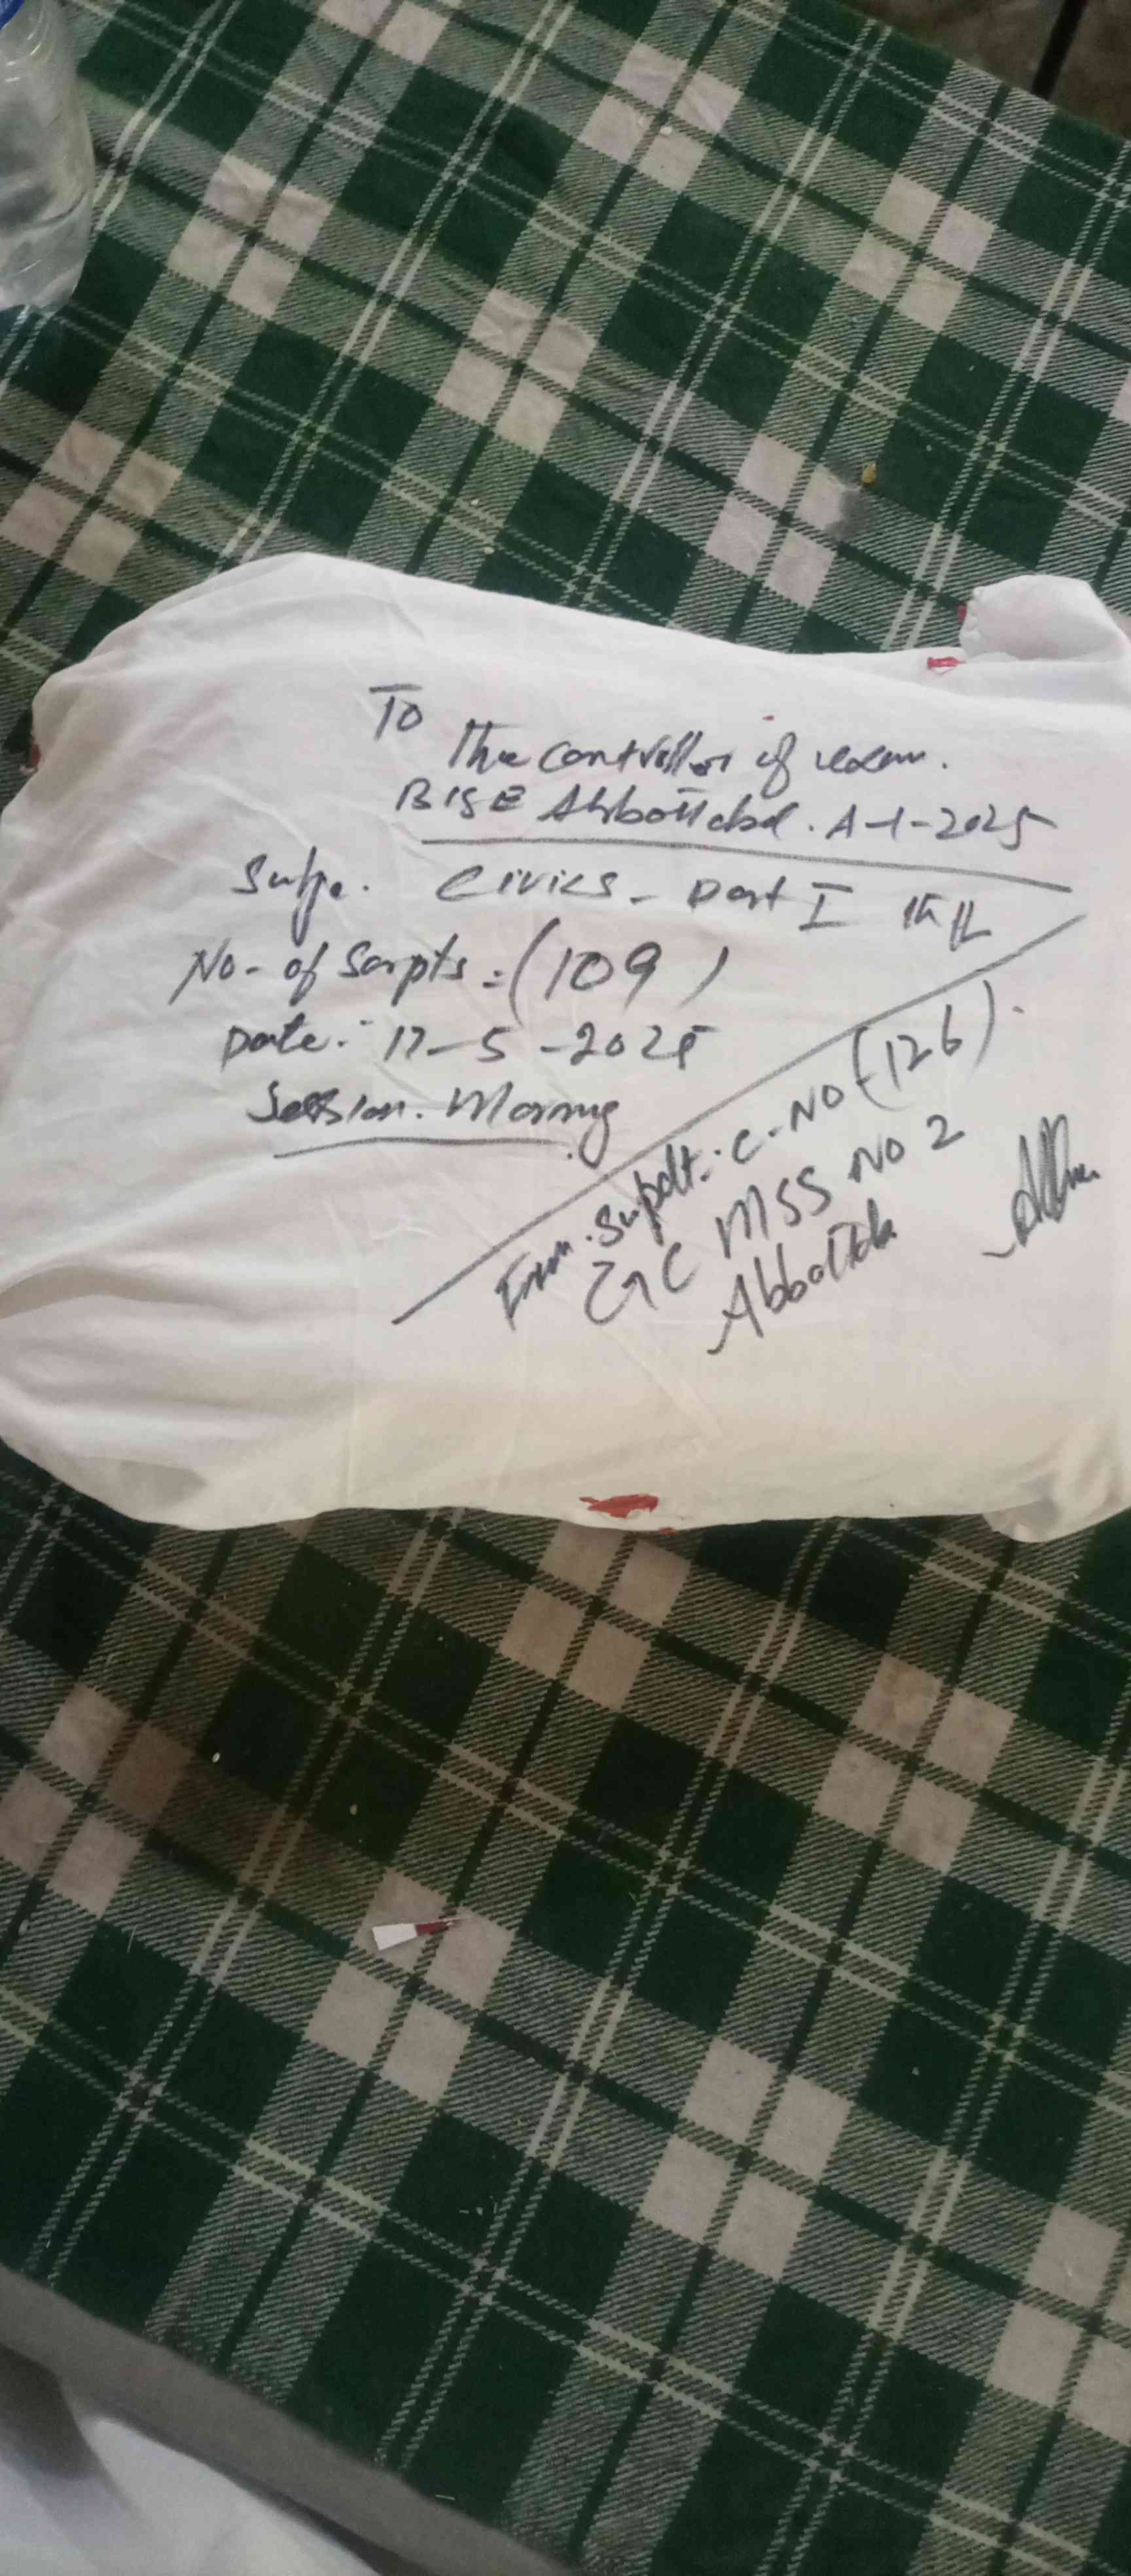 To
The Controller of exam.
BISE Abbottabad. A-I-2025
Subje. Civics - Part I
No- of Scripts :(109)
Date: 17-5-2025
Session. Morning
From. Supdt: C-NO (126)
GC MSS NO 2
Abbottabad